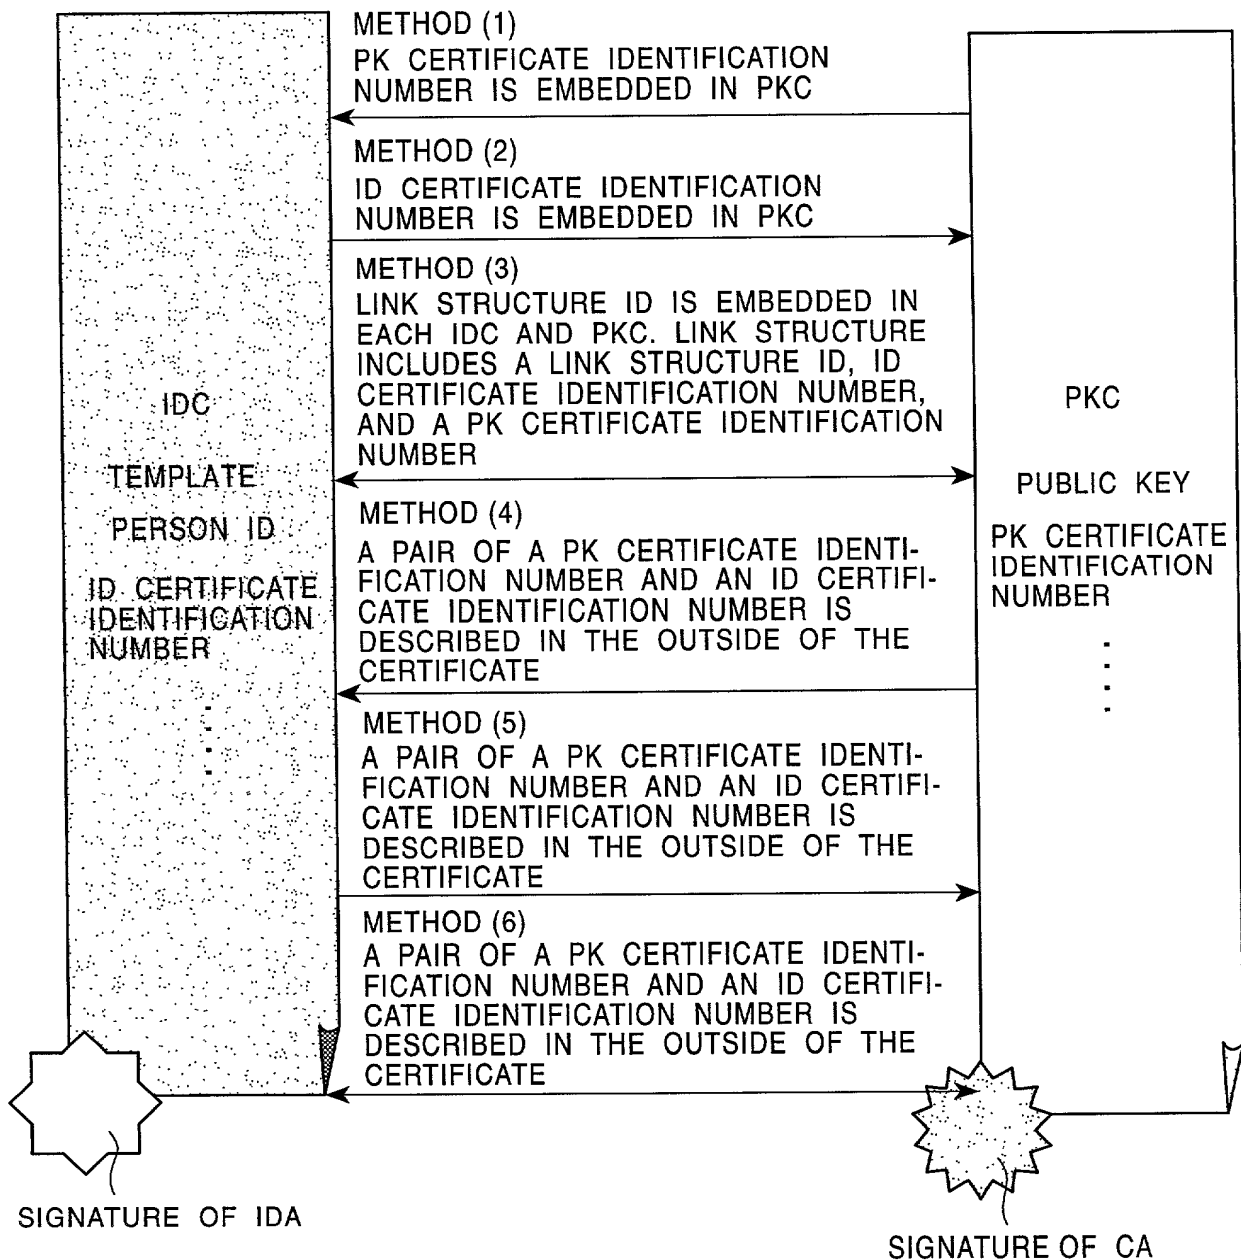 METHOD (1)
PK CERTIFICATE IDENTIFICATION
NUMBER IS EMBEDDED IN PKC
METHOD (2)
ID CERTIFICATE IDENTIFICATION
NUMBER IS EMBEDDED IN PKC
METHOD (3)
LINK STRUCTURE ID IS EMBEDDED IN
EACH IDC AND PKC. LINK STRUCTURE
INCLUDES A LINK STRUCTURE ID, ID
CERTIFICATE IDENTIFICATION NUMBER,
AND A PK CERTIFICATE IDENTIFICATION
NUMBER
METHOD (4)
A PAIR OF A PK CERTIFICATE IDENTI-
FICATION NUMBER AND AN ID CERTIFI-
CATE IDENTIFICATION NUMBER IS
DESCRIBED IN THE OUTSIDE OF THE
CERTIFICATE
METHOD (5)
A PAIR OF A PK CERTIFICATE IDENTI-
FICATION NUMBER AND AN ID CERTIFI-
CATE IDENTIFICATION NUMBER IS
DESCRIBED IN THE OUTSIDE OF THE
CERTIFICATE
METHOD (6)
A PAIR OF A PK CERTIFICATE IDENTI-
FICATION NUMBER AND AN ID CERTIFI-
CATE IDENTIFICATION NUMBER IS
DESCRIBED IN THE OUTSIDE OF THE
CERTIFICATE
IDC
TEMPLATE
PERSON ID
ID CERTIFICATE
IDENTIFICATION
NUMBER
PKC
PUBLIC KEY
PK CERTIFICATE
IDENTIFICATION
NUMBER
SIGNATURE OF IDA
SIGNATURE OF CA